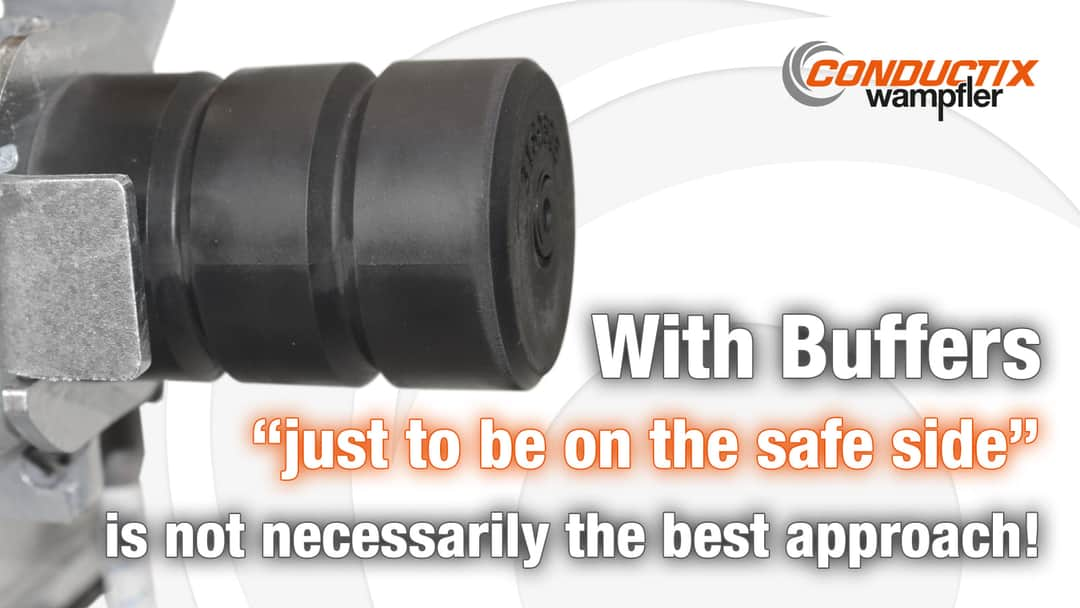 CONDUCTIX
wampfler
With Buffers
“just to be on the safe side”
is not necessarily the best approach!